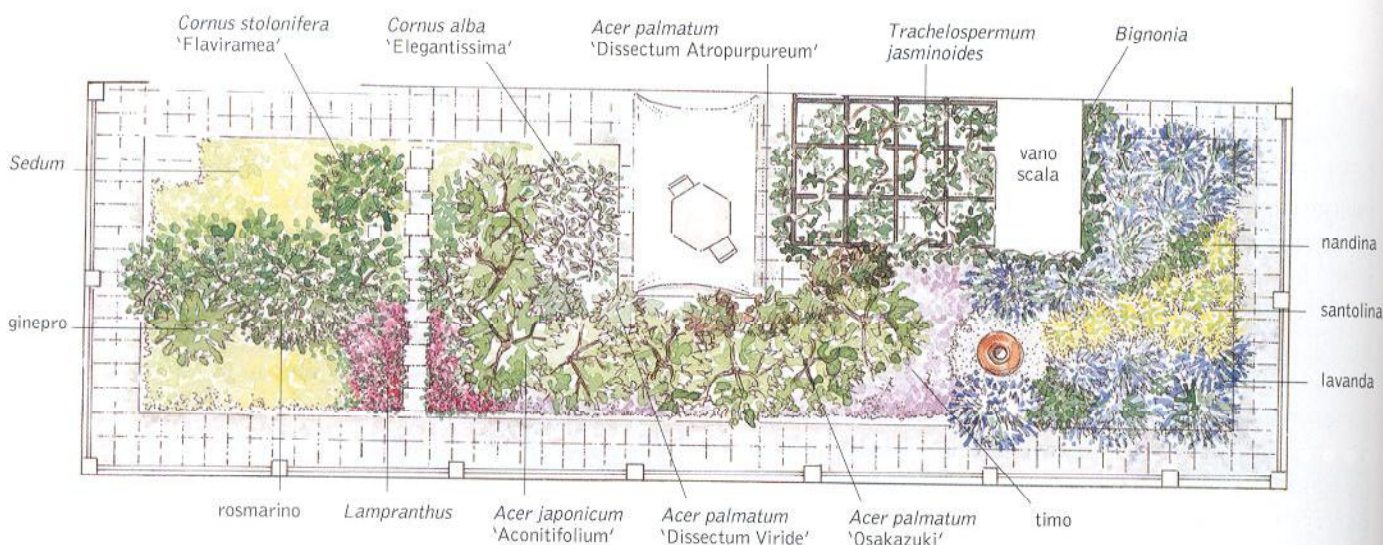 Cornus stolonifera
‘Flaviramea’
Cornus alba
‘Elegantissima’
Acer palmatum
‘Dissectum Atropurpureum’
Trachelospermum
jasminoides
Bignonia
Sedum
vano
scala
nandina
ginepro
santolina
lavanda
rosmarino
Lampranthus
Acer japonicum
‘Aconitifolium’
Acer palmatum
‘Dissectum Viride’
Acer palmatum
‘Osakazuki’
timo